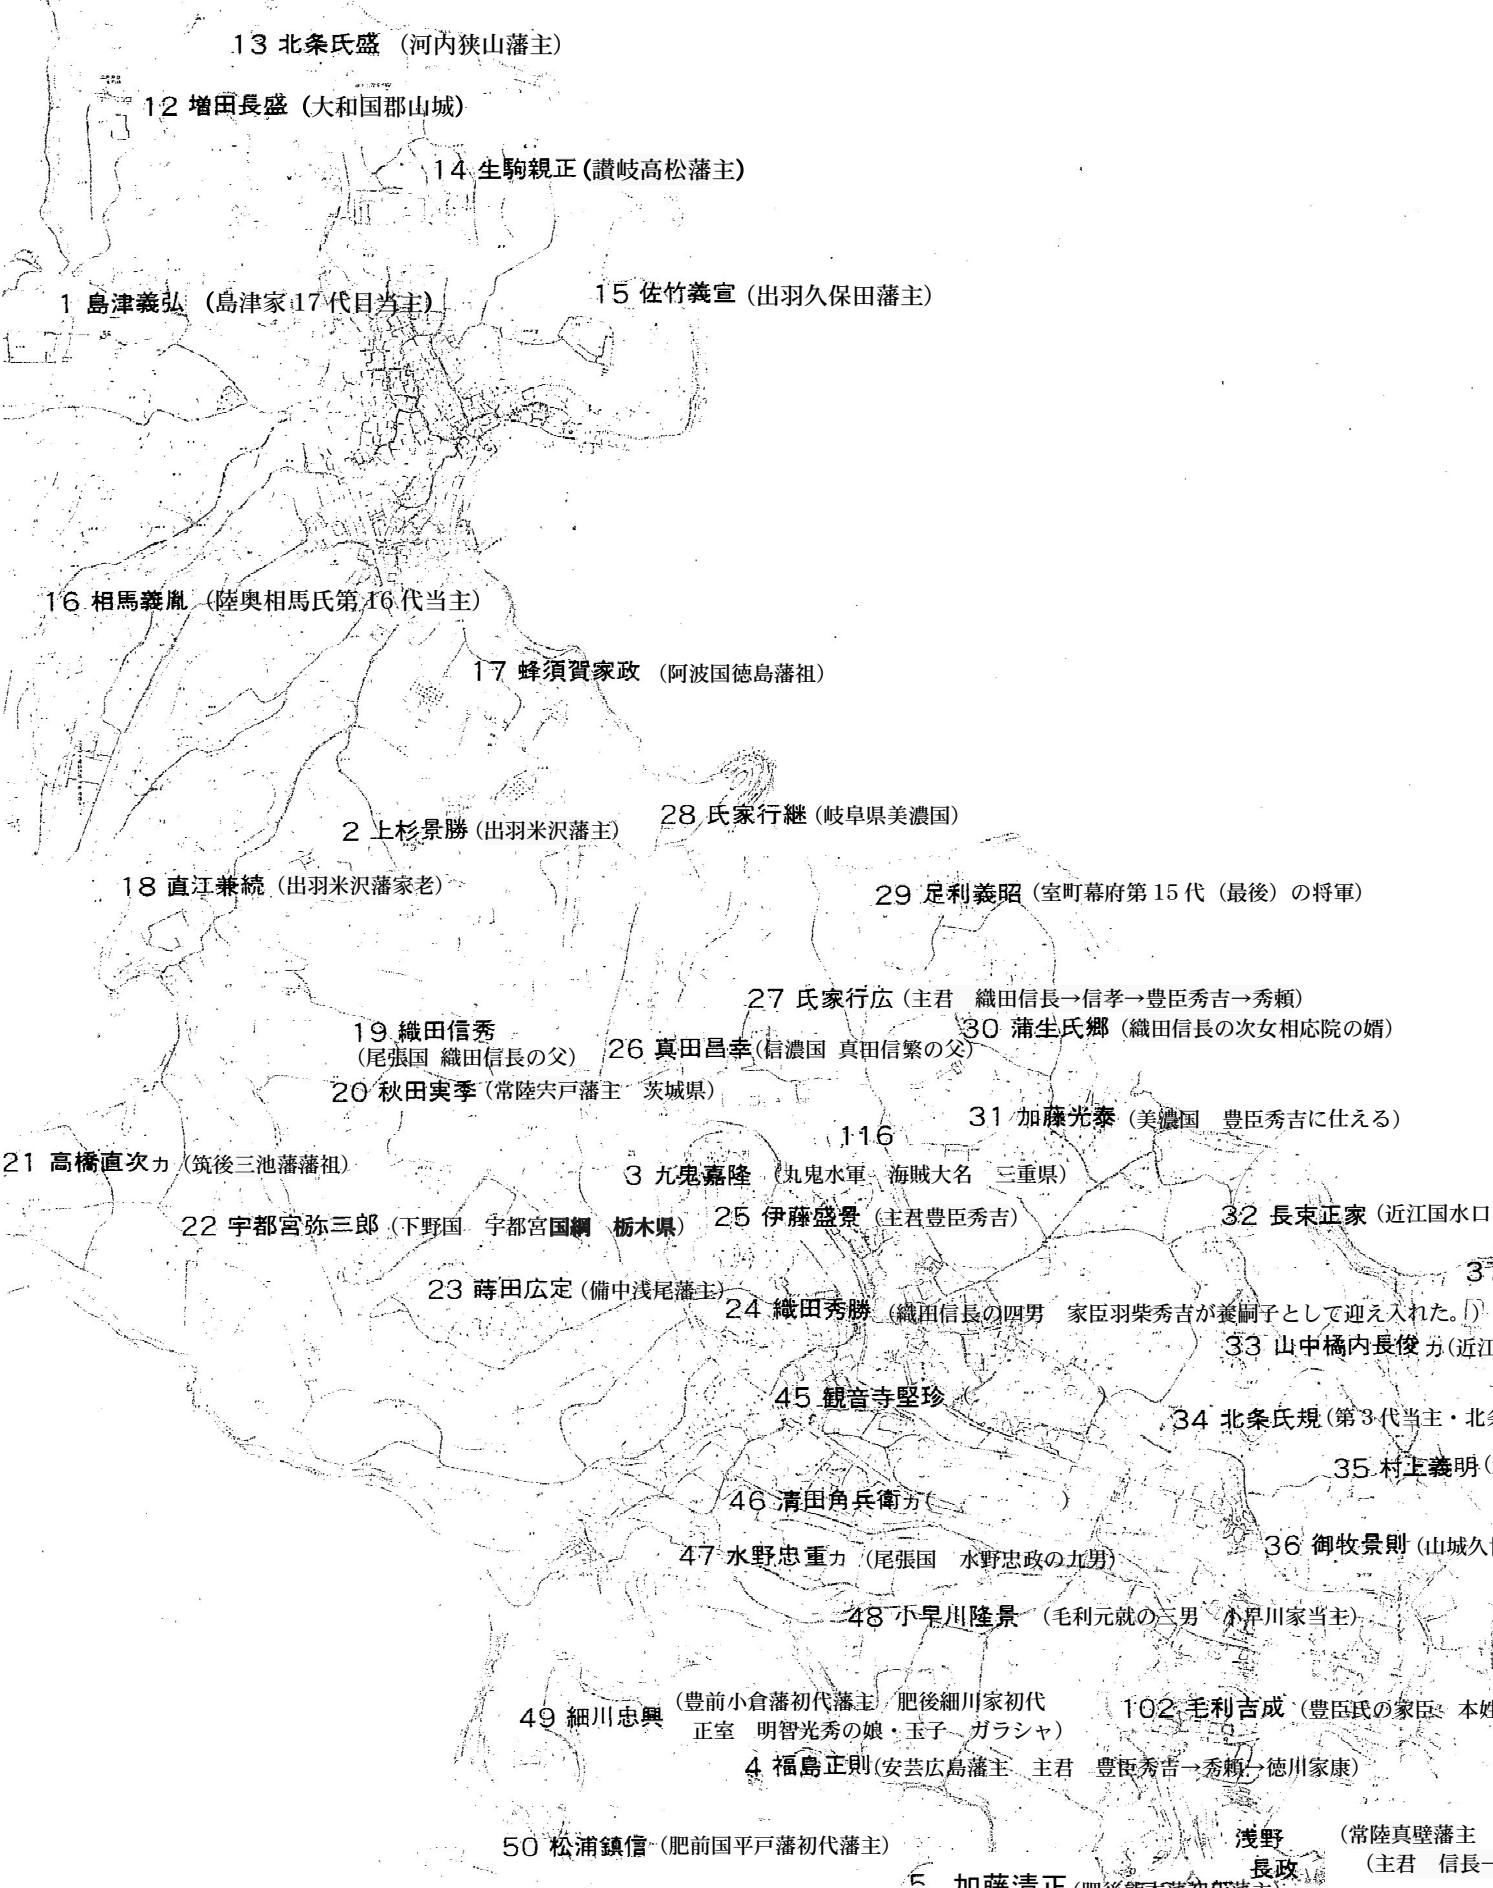 13 北条氏盛 （河内狭山藩主）
12 増田長盛 (大和国郡山城)
14 生駒親正 (讃岐高松藩主)
1 島津義弘 （島津家 17 代目当主）
15 佐竹義宣 （出羽久保田藩主）
16 相馬義胤 （陸奥相馬氏第 16 代当主）
17 蜂須賀家政 （阿波国徳島藩祖）
28 氏家行継 （岐阜県美濃国）
2 上杉景勝 （出羽米沢藩主）
18 直江兼続 （出羽米沢藩家老）
29 足利義昭 （室町幕府第 15 代（最後）の将軍）
27 氏家行広 （主君　織田信長→信孝→豊臣秀吉→秀頼）
19 織田信秀
（尾張国 織田信長の父）
30 蒲生氏郷 （織田信長の次女相応院の婿）
26 真田昌幸 （信濃国 真田信繁の父）
20 秋田実季 （常陸宍戸藩主　茨城県）
31 加藤光泰 （美濃国　豊臣秀吉に仕える）
116
21 高橋直次カ （筑後三池藩藩祖）
3 九鬼嘉隆 （丸鬼水軍　海賊大名　三重県）
22 宇都宮弥三郎 （下野国　宇都宮国綱　栃木県）
25 伊藤盛景 （主君豊臣秀吉）
32 長束正家 （近江国水口
3
23 蒔田広定 （備中浅尾藩主）
24 織田秀勝 （織田信長の四男　家臣羽柴秀吉が養嗣子として迎え入れた。）
33 山中橘内長俊カ （近江
45 観音寺堅珍 （　　　　）
34 北条氏規 （第３代当主・北条
35 村上義明 （
46 清田角兵衛カ （　　　　）
36 御牧景則 （山城久世
47 水野忠重カ （尾張国　水野忠政の九男）
48 小早川隆景 （毛利元就の三男　小早川家当主）
49 細川忠興 （豊前小倉藩初代藩主　肥後細川家初代
正室　明智光秀の娘・玉子　ガラシャ）
102 毛利吉成 （豊臣氏の家臣　本姓
4 福島正則 （安芸広島藩主　主君　豊臣秀吉→秀頼→徳川家康）
50 松浦鎮信 （肥前国平戸藩初代藩主）
浅野
長政
（常陸真壁藩主
（主君　信長→
5 加藤清正